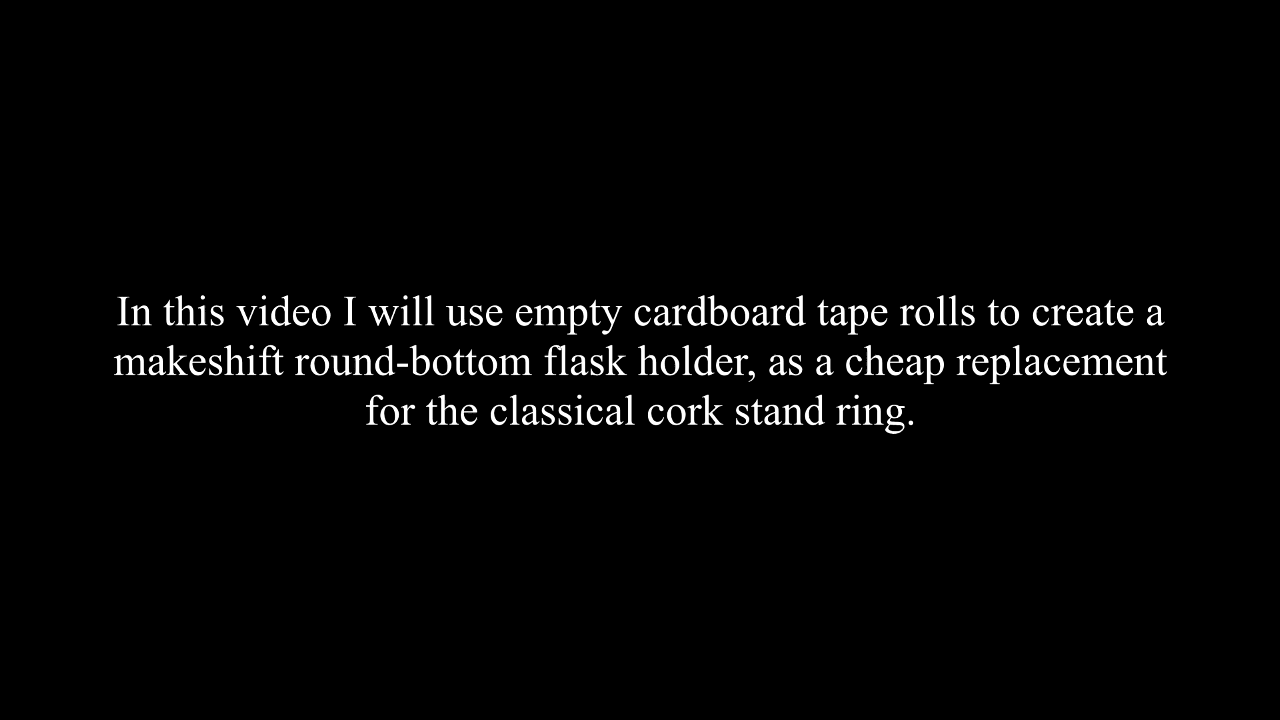 In this video I will use empty cardboard tape rolls to create a
makeshift round-bottom flask holder, as a cheap replacement
for the classical cork stand ring.